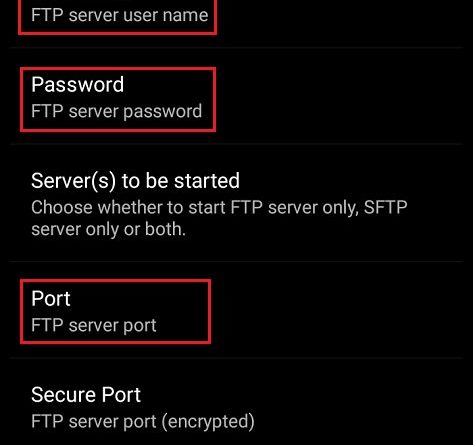 FTP server user name
Password
FTP server password
Server(s) to be started
Choose whether to start FTP server only, SFTP
server only or both.
Port
FTP server port
Secure Port
FTP server port (encrypted)